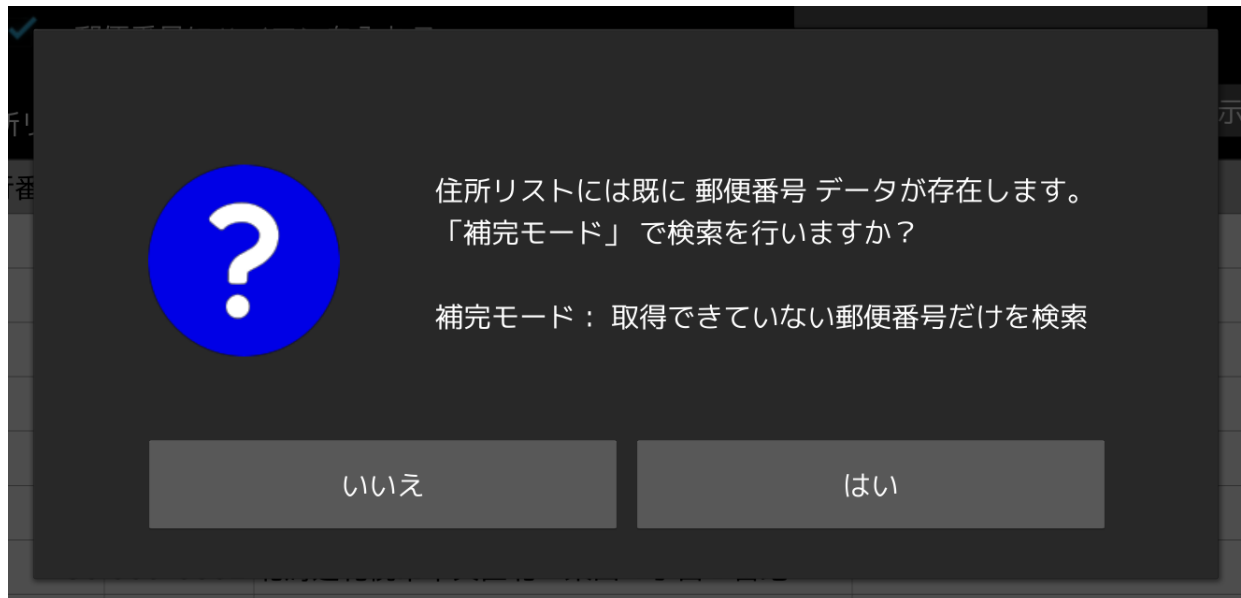 住所リストには既に 郵便番号 データが存在します。
「補完モード」 で検索を行いますか？
補完モード： 取得できていない郵便番号だけを検索
いいえ
はい